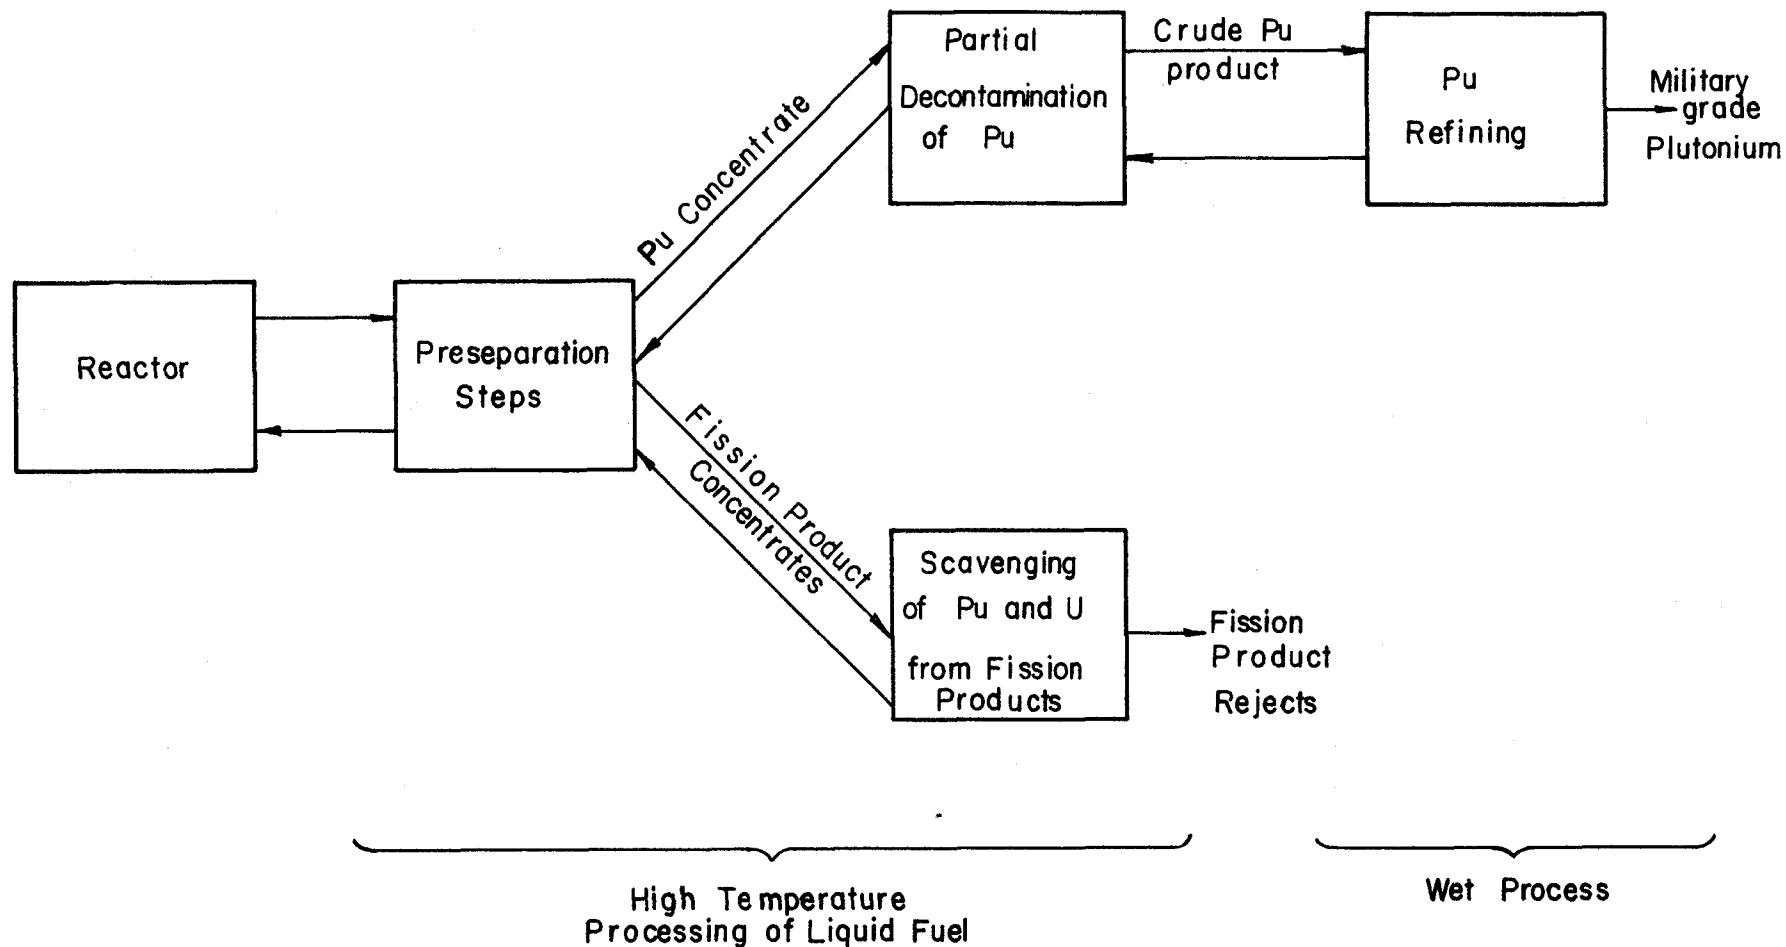 Partial
Decontamination
of Pu
Crude Pu
product
Pu
Refining
Military
grade
Plutonium
Pu Concentrate
Reactor
Preseparation
Steps
Fission Product
Concentrates
Scavenging
of Pu and U
from Fission
Products
Fission
Product
Rejects
High Temperature
Processing of Liquid Fuel
Wet Process